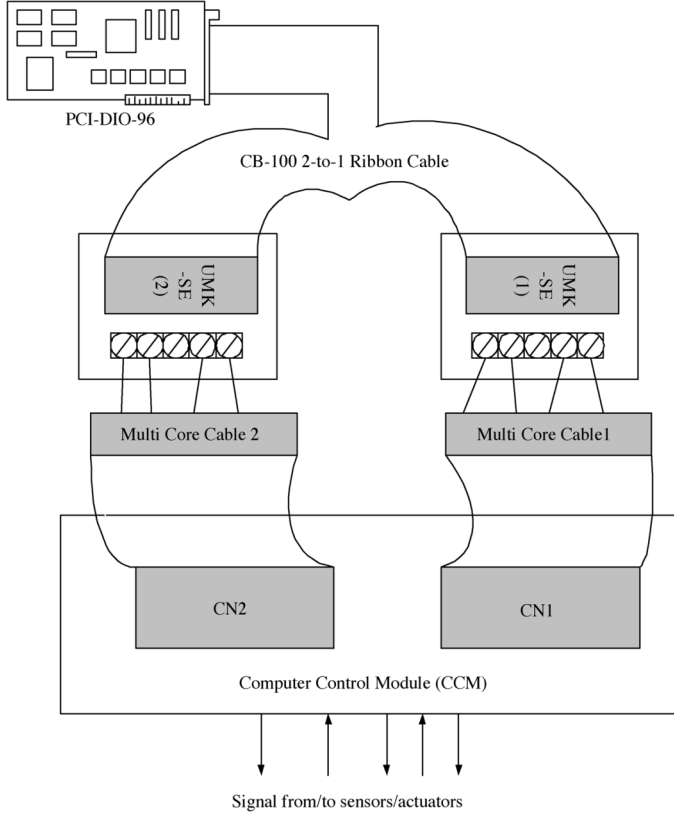 PCI-DIO-96
CB-100 2-to-1 Ribbon Cable
UMK
-SE
(2)
UMK
-SE
(1)
Multi Core Cable 2
Multi Core Cable1
CN2
CN1
Computer Control Module (CCM)
Signal from/to sensors/actuators